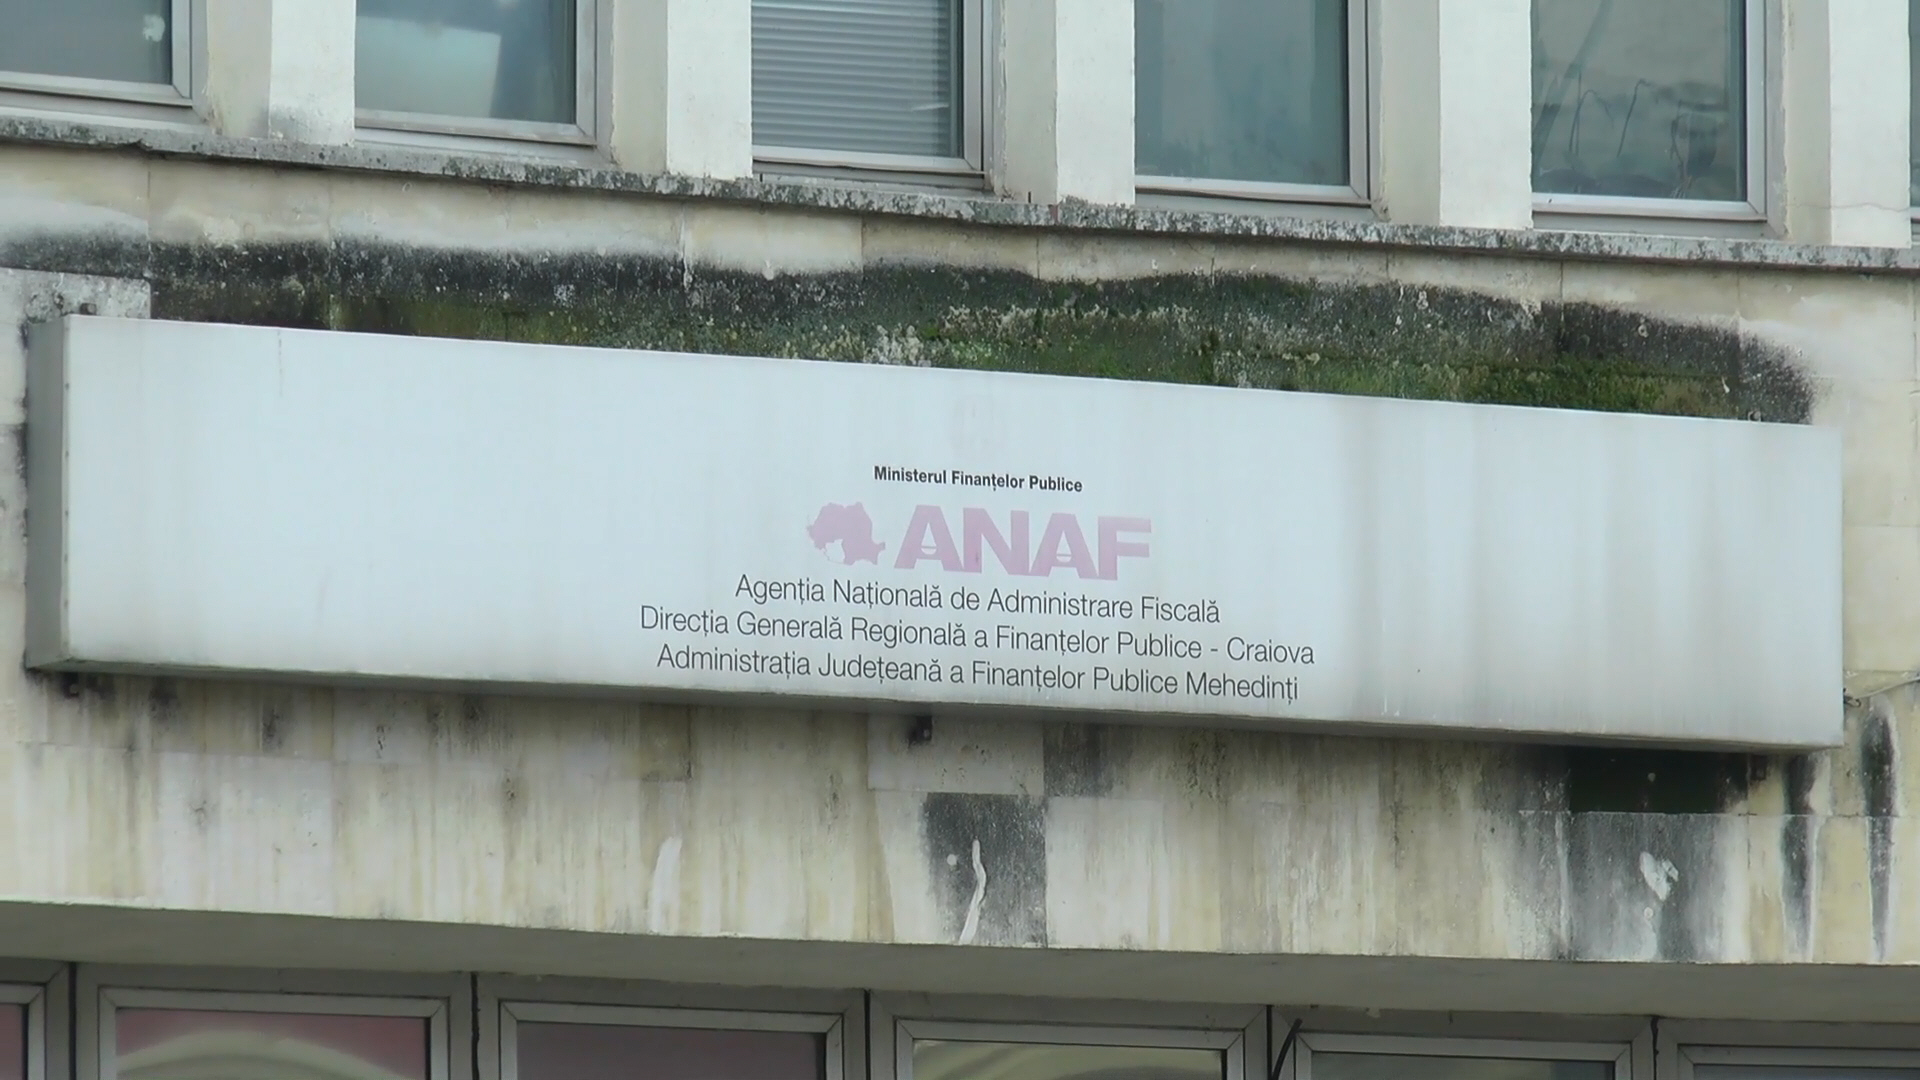 Ministerul Finanțelor Publice
ANAF
Agenția Națională de Administrare Fiscală
Direcția Generală Regională a Finanțelor Publice - Craiova
Administrația Județeană a Finanțelor Publice Mehedinți